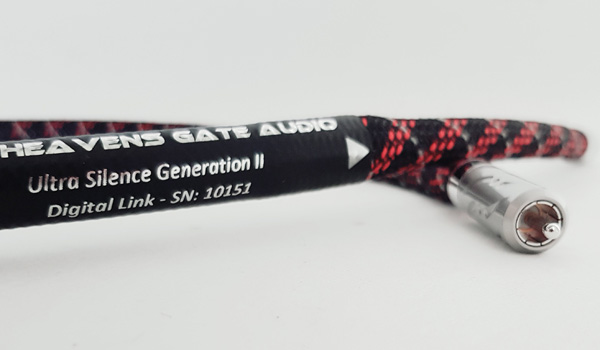 HEAVENS GATE AUDIO
Ultra Silence Generation II
Digital Link - SN: 10151